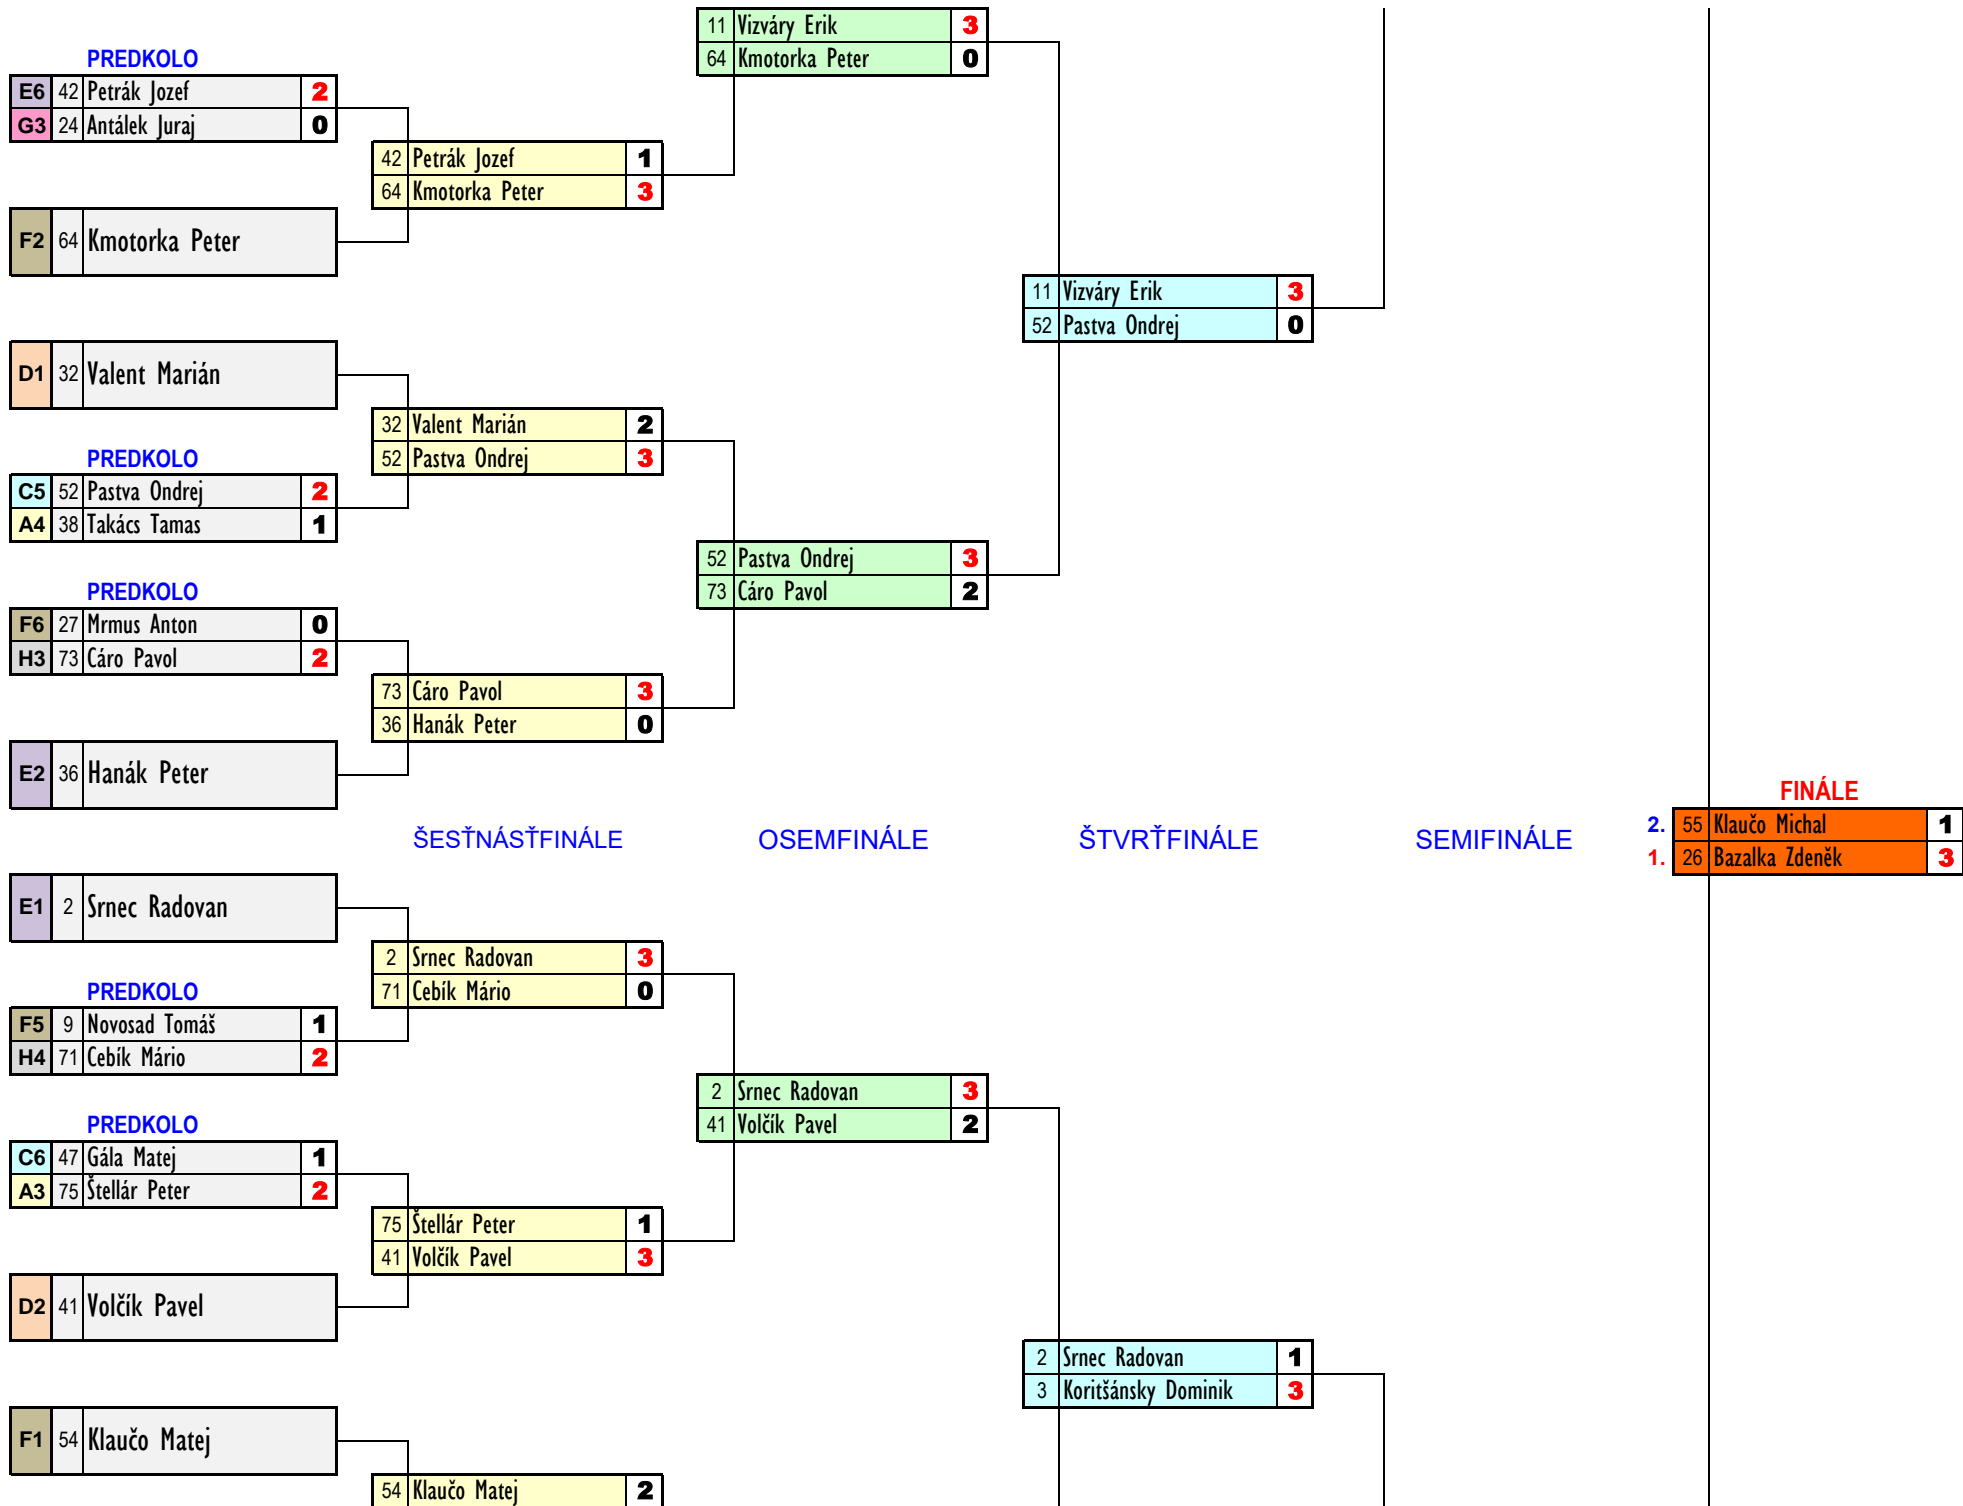 11 Vizváry Erik 3
64 Kmotorka Peter 0
PREDKOLO
E6 42 Petrák Jozef 2
G3 24 Antálek Juraj 0
42 Petrák Jozef 1
64 Kmotorka Peter 3
F2 64 Kmotorka Peter
11 Vizváry Erik 3
52 Pastva Ondrej 0
D1 32 Valent Marián
32 Valent Marián 2
52 Pastva Ondrej 3
PREDKOLO
C5 52 Pastva Ondrej 2
A4 38 Takács Tamas 1
52 Pastva Ondrej 3
73 Cáro Pavol 2
PREDKOLO
F6 27 Mrmus Anton 0
H3 73 Cáro Pavol 2
73 Cáro Pavol 3
36 Hanák Peter 0
E2 36 Hanák Peter
FINÁLE
ŠESŤNÁSŤFINÁLE OSEMFINÁLE ŠTVRŤFINÁLE SEMIFINÁLE
2. 55 Klaučo Michal 1
1. 26 Bazalka Zdeněk 3
E1 2 Srnec Radovan
2 Srnec Radovan 3
71 Cebík Mário 0
PREDKOLO
F5 9 Novosad Tomáš 1
H4 71 Cebík Mário 2
2 Srnec Radovan 3
41 Volčík Pavel 2
PREDKOLO
C6 47 Gála Matej 1
A3 75 Štellár Peter 2
75 Štellár Peter 1
41 Volčík Pavel 3
D2 41 Volčík Pavel
2 Srnec Radovan 1
3 Koritšánsky Dominik 3
F1 54 Klaučo Matej
54 Klaučo Matej 2